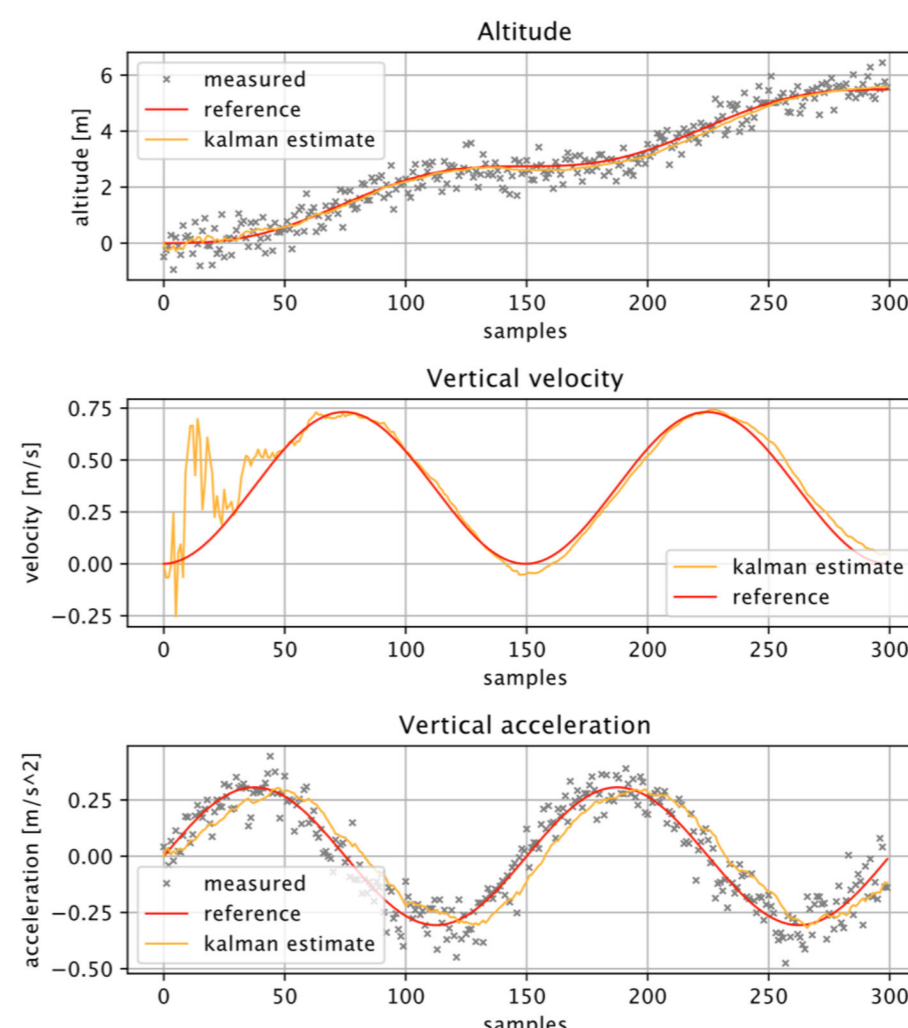 Altitude
altitude [m]
6
4
2
0
measured
reference
kalman estimate
0 50 100 150 200 250 300
samples
Vertical velocity
velocity [m/s]
0.75
0.50
0.25
0.00
−0.25
kalman estimate
reference
0 50 100 150 200 250 300
samples
Vertical acceleration
acceleration [m/s^2]
0.25
0.00
−0.25
−0.50
measured
reference
kalman estimate
0 50 100 150 200 250 300
samples